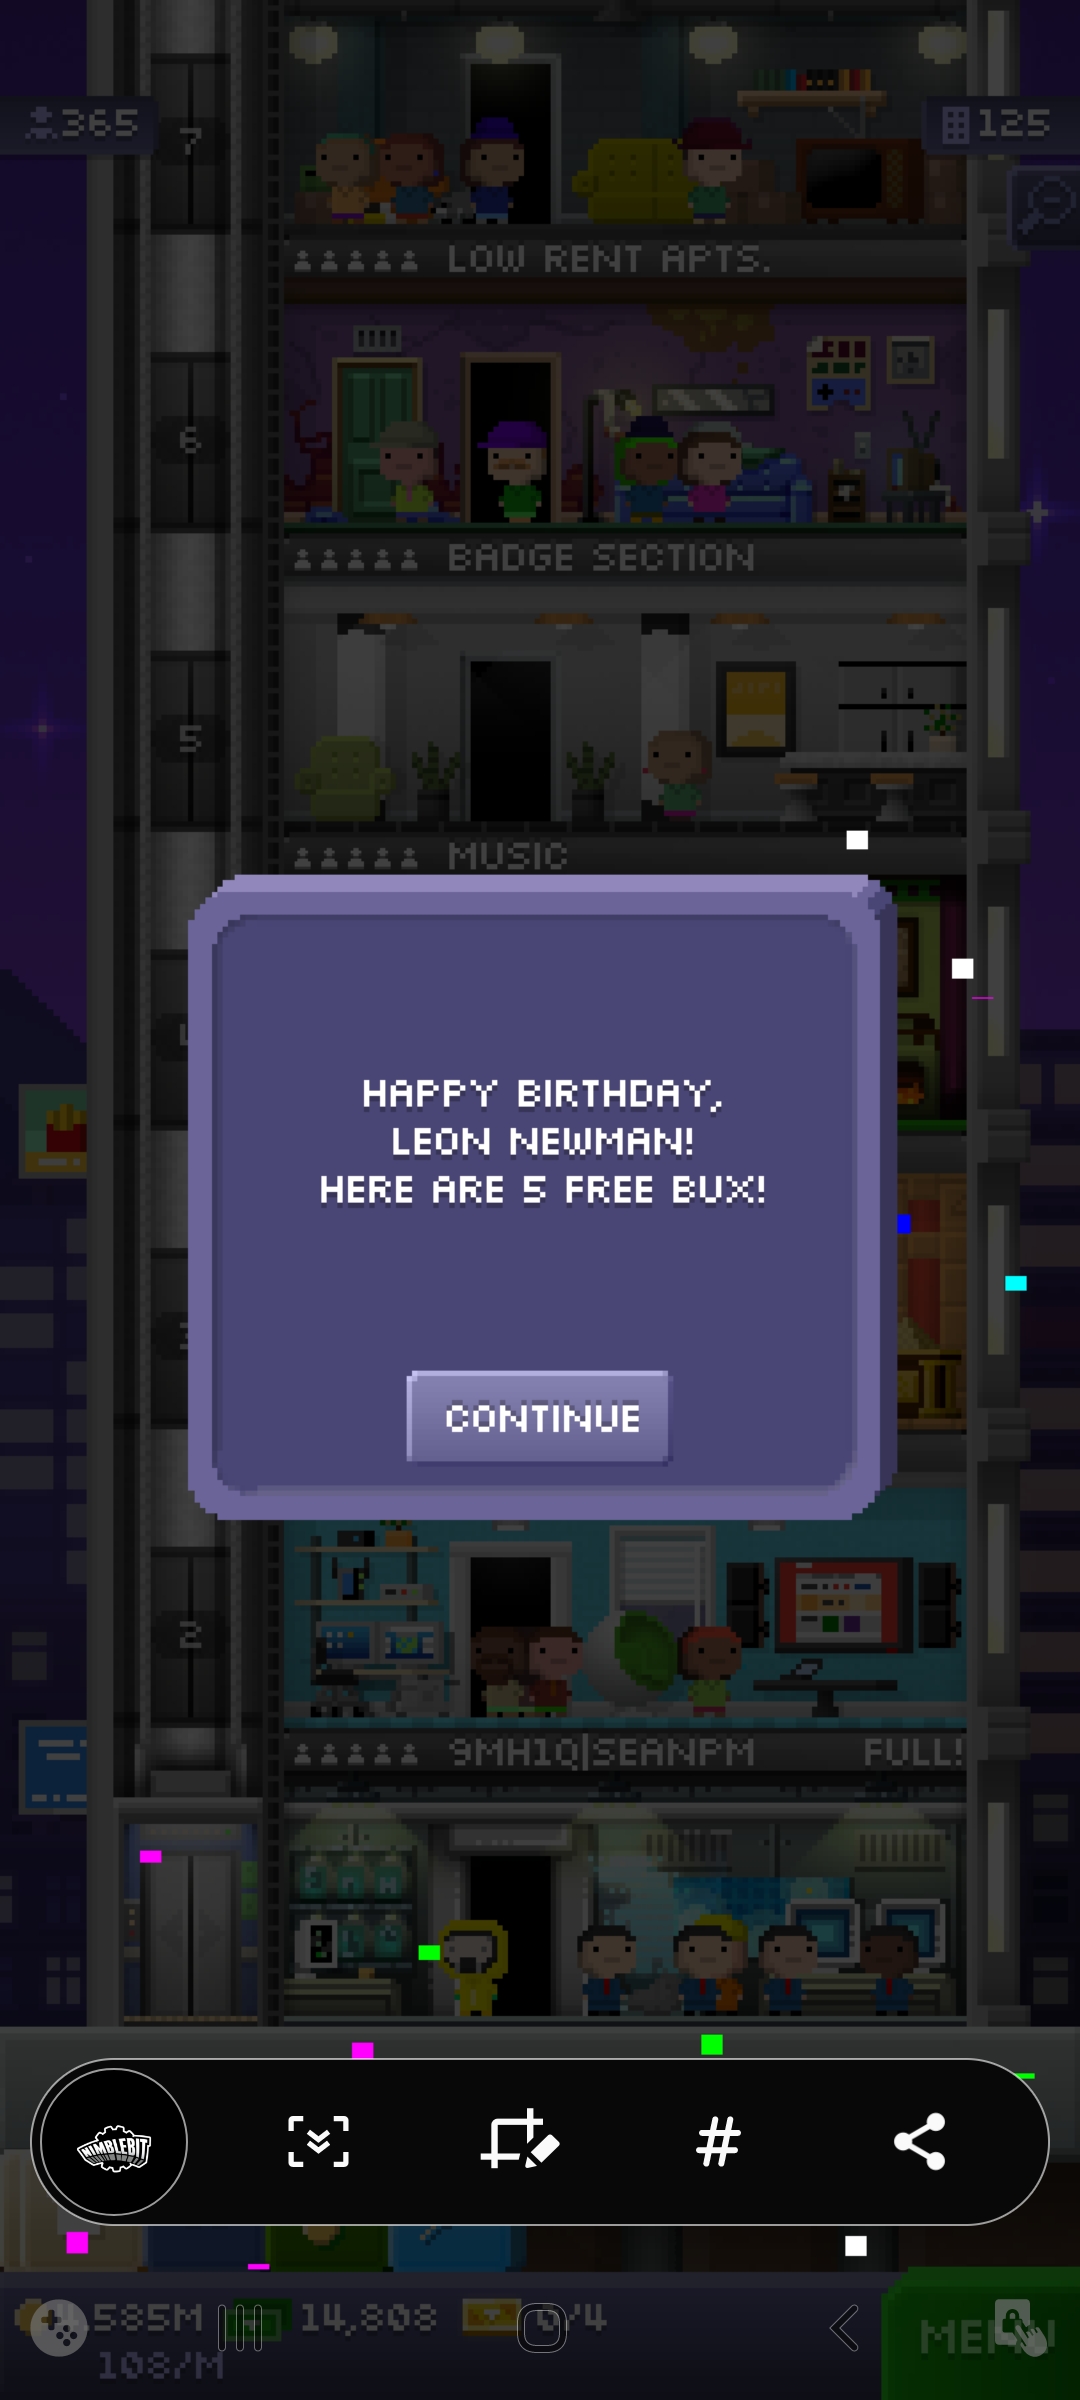 365
125
7
LOW RENT APTS.
6
BADGE SECTION
5
MUSIC
HAPPY BIRTHDAY,
LEON NEWMAN!
HERE ARE 5 FREE BUX!
CONTINUE
2
9MH1Q|SEANPM FULL!
NIMBLEBIT
585M 14,808 0/4
108/M
MENU